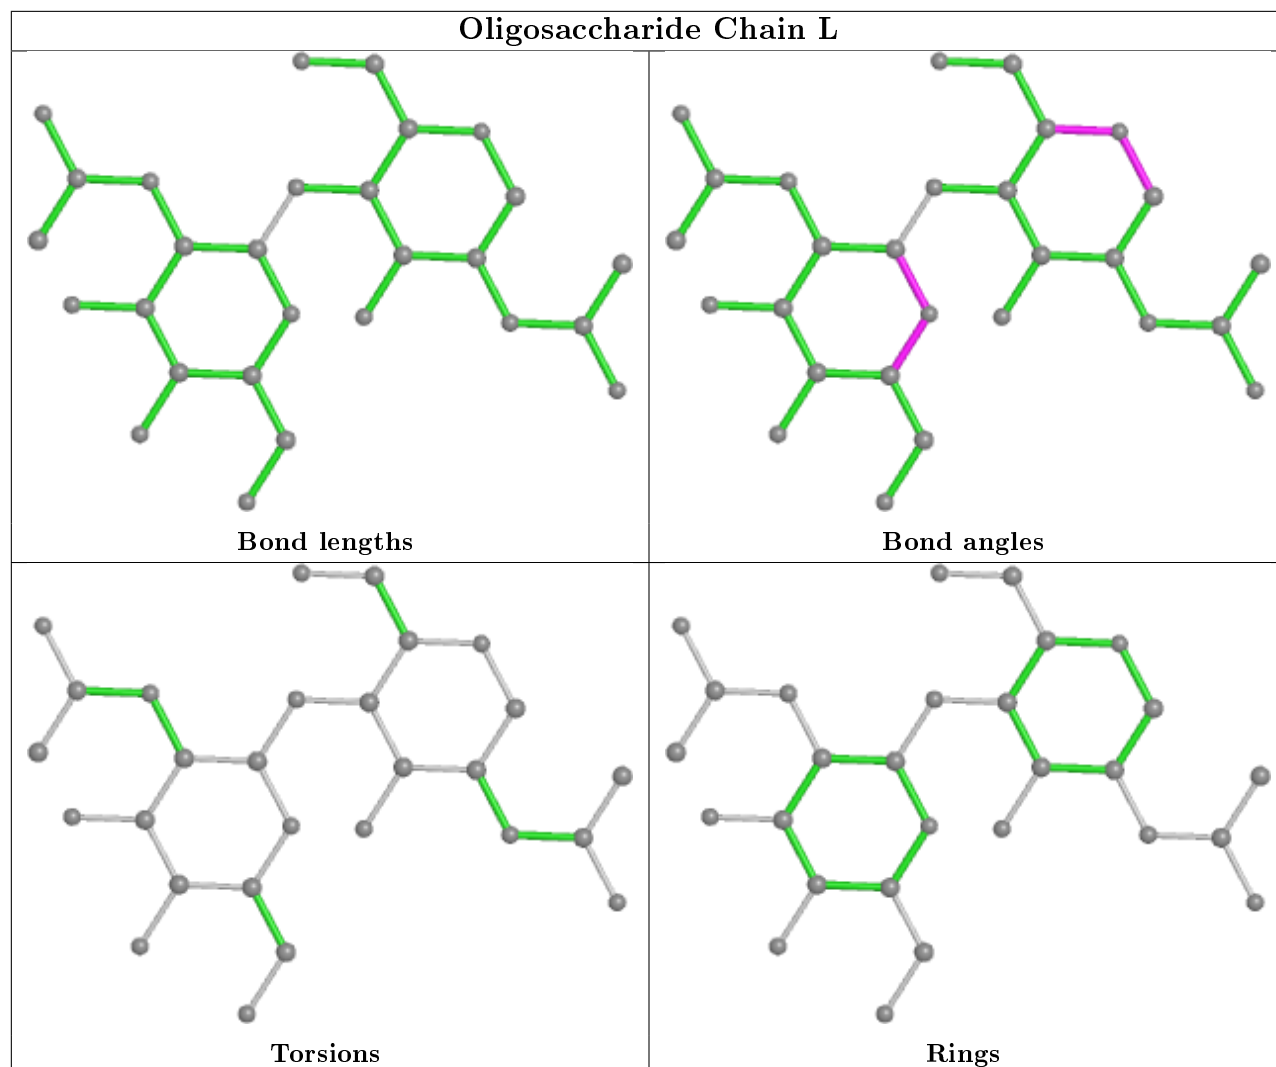 Oligosaccharide Chain L
Bond lengths
Bond angles
Torsions
Rings